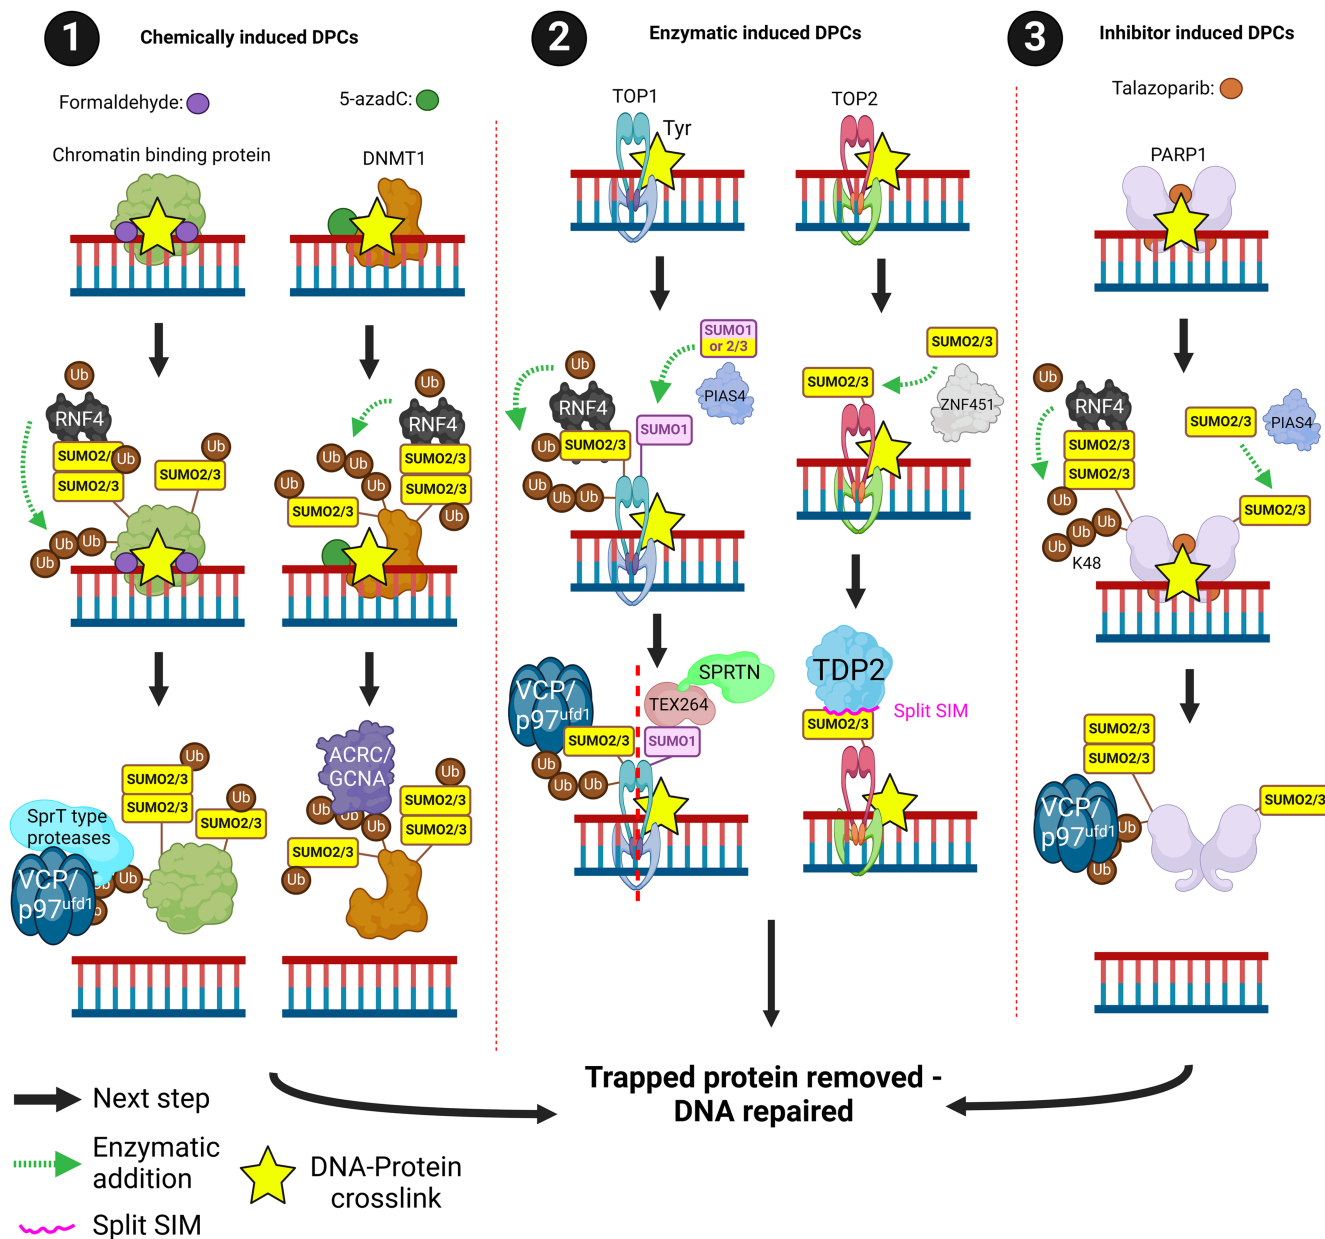 1
Chemically induced DPCs
Formaldehyde:
5-azadC:
Chromatin binding protein
DNMT1
Ub
RNF4
SUMO2/
Ub
SUMO2/3
Ub
SUMO2/3
Ub
Ub
Ub
Ub
RNF4
SUMO2/3
SUMO2/3
Ub
Ub
Ub
Ub
Ub
SUMO2/3
Ub
SUMO2/3
SUMO2/3
Ub
SUMO2/3
SprT type
proteases
VCP/
p97ufd1
Ub
Ub
Ub
ACRC/
GCNA
Ub
Ub
Ub
Ub
SUMO2/3
SUMO2/3
SUMO2/3
Ub
2
Enzymatic induced DPCs
TOP1
Tyr
TOP2
Ub
RNF4
Ub
SUMO2/3
Ub
Ub
Ub
SUMO1
SUMO1
or 2/3
PIAS4
SUMO2/3
SUMO2/3
ZNF451
VCP/
p97ufd1
SUMO2/3
Ub
Ub
Ub
SPRTN
TEX264
SUMO1
TDP2
SUMO2/3
Split SIM
3
Inhibitor induced DPCs
Talazoparib:
PARP1
Ub
RNF4
SUMO2/3
SUMO2/3
Ub
Ub
Ub
Ub
K48
SUMO2/3
PIAS4
SUMO2/3
SUMO2/3
SUMO2/3
VCP/
p97ufd1
Ub
Ub
SUMO2/3
Trapped protein removed -
DNA repaired
Next step
Enzymatic
addition
Split SIM
DNA-Protein
crosslink